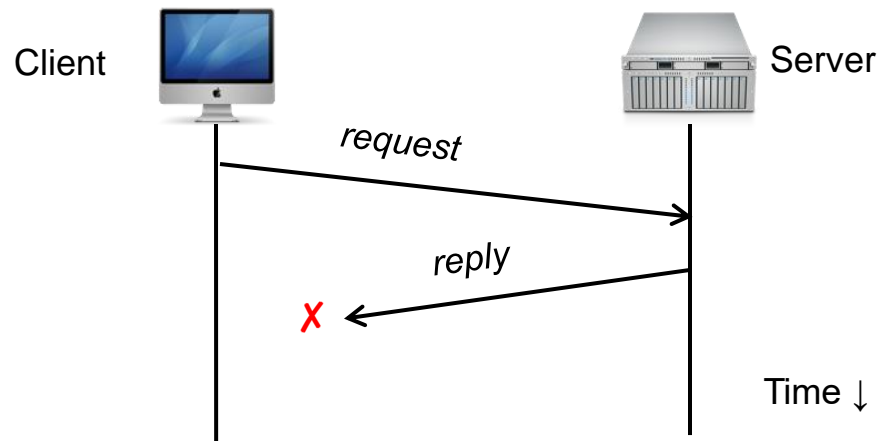 Client
Server
request
reply
✗
Time ↓